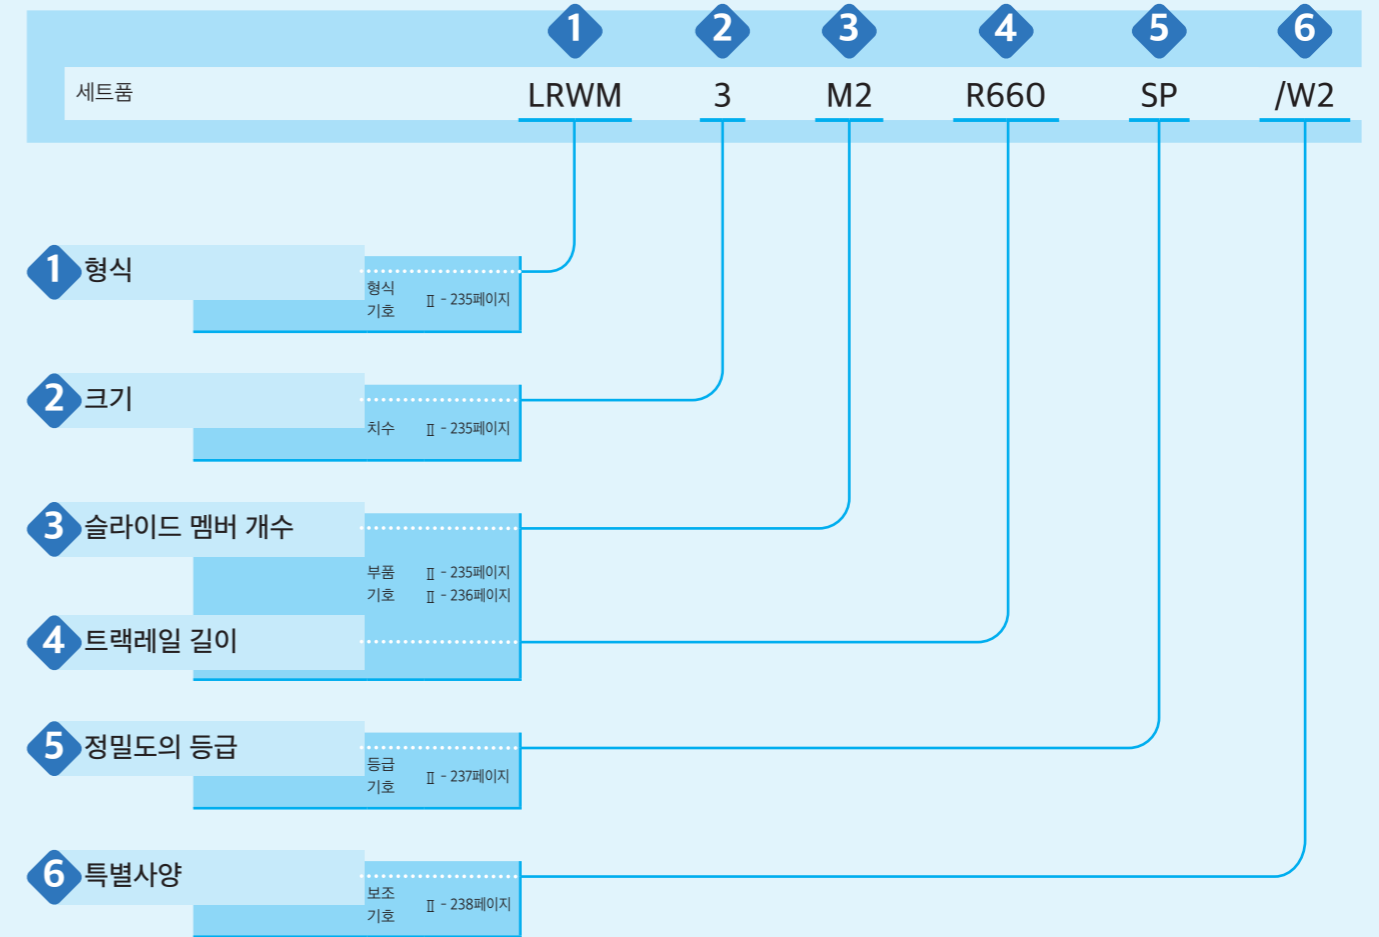 1 2 3 4 5 6
세트품 LRWM 3 M2 R660 SP /W2
1 형식
형식
기호
Ⅱ - 235페이지
2 크기
치수 Ⅱ - 235페이지
3 슬라이드 멤버 개수
부품 Ⅱ - 235페이지
기호 Ⅱ - 236페이지
4 트랙레일 길이
5 정밀도의 등급
등급
기호
Ⅱ - 237페이지
6 특별사양
보조
기호
Ⅱ - 238페이지